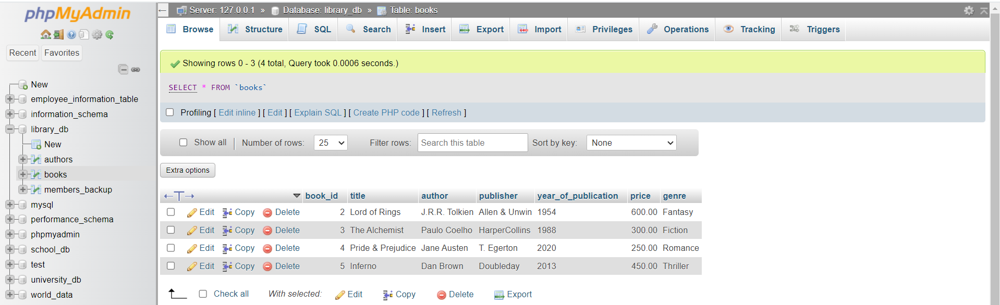 phpMyAdmin
Recent Favorites
New
employee_information_table
information_schema
library_db
New
authors
books
members_backup
mysql
performance_schema
phpmyadmin
school_db
test
university_db
world_data
Server: 127.0.0.1 » Database: library_db » Table: books
Browse Structure SQL Search Insert Export Import Privileges Operations Tracking Triggers
Showing rows 0 - 3 (4 total, Query took 0.0006 seconds.)
SELECT * FROM `books`
Profiling [ Edit inline ] [ Edit ] [ Explain SQL ] [ Create PHP code ] [ Refresh ]
Show all Number of rows: 25 Filter rows: Search this table Sort by key: None
Extra options
←T→ book_id title author publisher year_of_publication price genre
Edit Copy Delete 2 Lord of Rings J.R.R. Tolkien Allen & Unwin 1954 600.00 Fantasy
Edit Copy Delete 3 The Alchemist Paulo Coelho HarperCollins 1988 300.00 Fiction
Edit Copy Delete 4 Pride & Prejudice Jane Austen T. Egerton 2020 250.00 Romance
Edit Copy Delete 5 Inferno Dan Brown Doubleday 2013 450.00 Thriller
Check all With selected: Edit Copy Delete Export